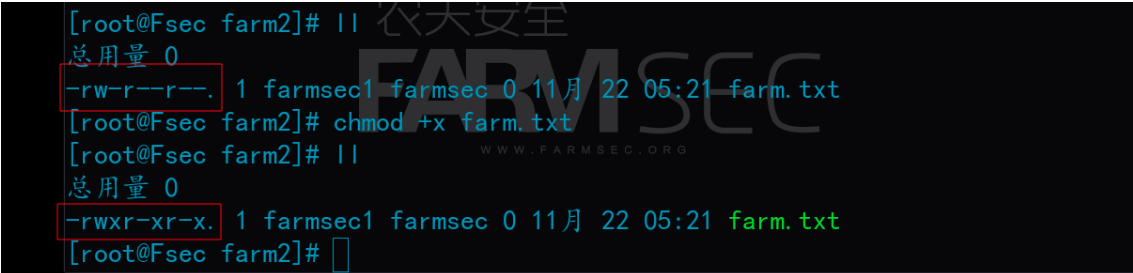 [root@Fsec farm2]# ll
农夫安全
总用量 0
FARMSEC
-rw-r--r--. 1 farmsec1 farmsec 0 11月 22 05:21 farm.txt
[root@Fsec farm2]# chmod +x farm.txt
WWW.FARMSEC.ORG
[root@Fsec farm2]# ll
总用量 0
-rwxr-xr-x. 1 farmsec1 farmsec 0 11月 22 05:21 farm.txt
[root@Fsec farm2]#